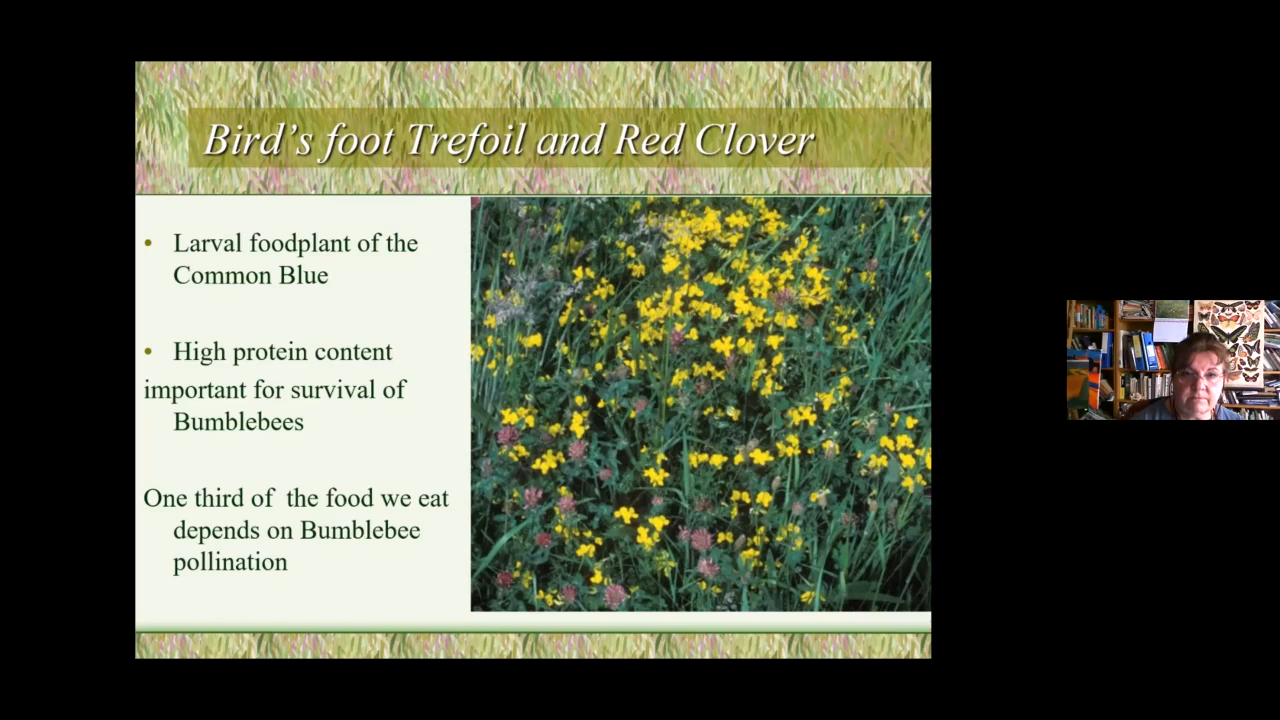 Bird’s foot Trefoil and Red Clover
• Larval foodplant of the
Common Blue
• High protein content
important for survival of
Bumblebees
One third of  the food we eat
depends on Bumblebee
pollination